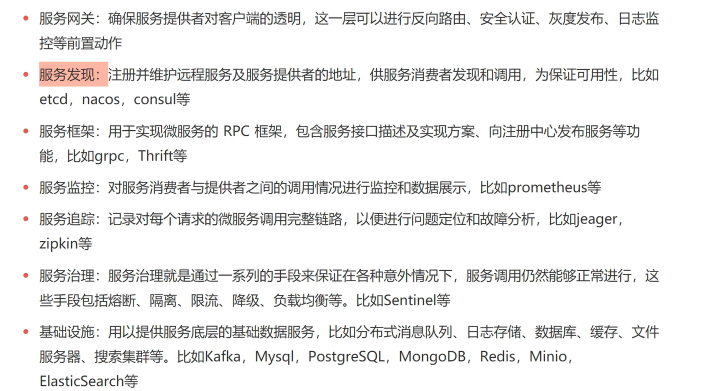 服务网关：确保服务提供者对客户端的透明，这一层可以进行反向路由、安全认证、灰度发布、日志监
控等前置动作
服务发现：注册并维护远程服务及服务提供者的地址，供服务消费者发现和调用，为保证可用性，比如
etcd，nacos，consul等
服务框架：用于实现微服务的 RPC 框架，包含服务接口描述及实现方案、向注册中心发布服务等功
能，比如grpc，Thrift等
服务监控：对服务消费者与提供者之间的调用情况进行监控和数据展示，比如prometheus等
服务追踪：记录对每个请求的微服务调用完整链路，以便进行问题定位和故障分析，比如jeager，
zipkin等
服务治理：服务治理就是通过一系列的手段来保证在各种意外情况下，服务调用仍然能够正常进行，这
些手段包括熔断、隔离、限流、降级、负载均衡等。比如Sentinel等
基础设施：用以提供服务底层的基础数据服务，比如分布式消息队列、日志存储、数据库、缓存、文件
服务器、搜索集群等。比如Kafka，Mysql，PostgreSQL，MongoDB，Redis，Minio，
ElasticSearch等